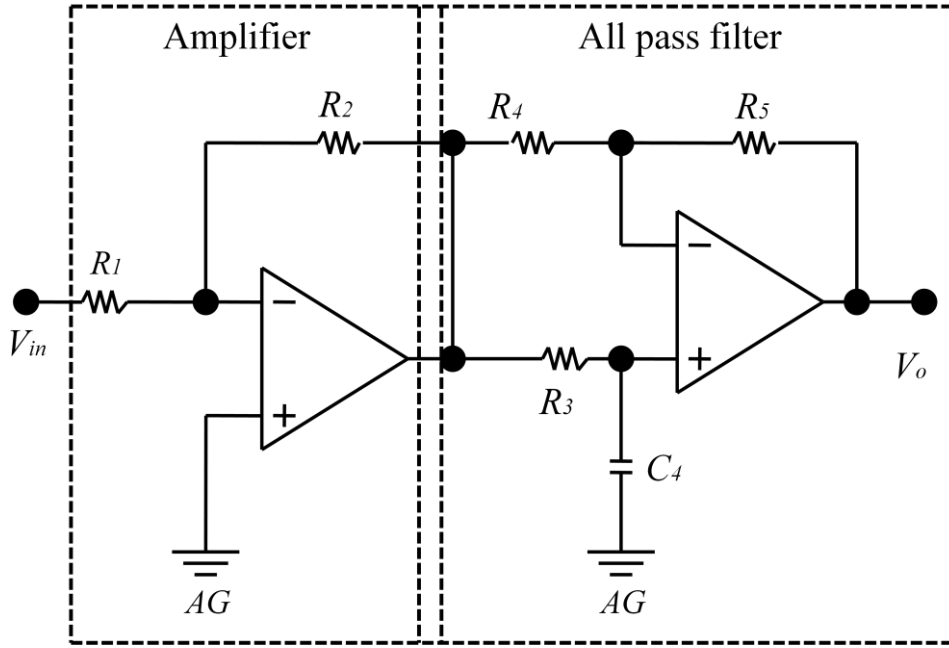 Amplifier
All pass filter
R2
R4
R5
R1
−
−
Vin
+
R3
+
Vo
C4
AG
AG